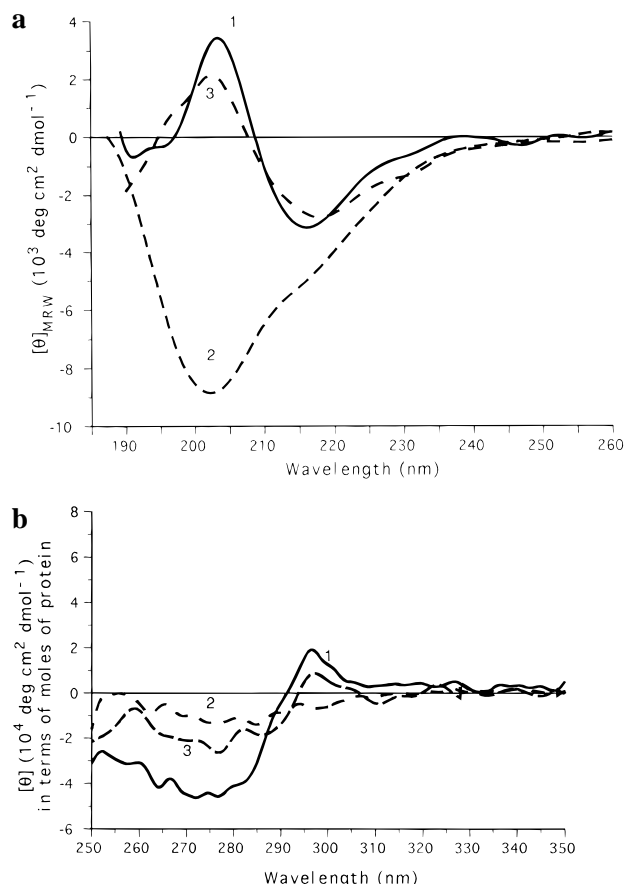 a
4
2
0
-2
-4
-6
-8
-10
[θ]MRW (10³ deg cm² dmol⁻¹)
1
3
2
190 200 210 220 230 240 250 260
Wavelength (nm)
b
8
6
4
2
0
-2
-4
-6
[θ] (10⁴ deg cm² dmol⁻¹)
in terms of moles of protein
1
2
3
250 260 270 280 290 300 310 320 330 340 350
Wavelength (nm)